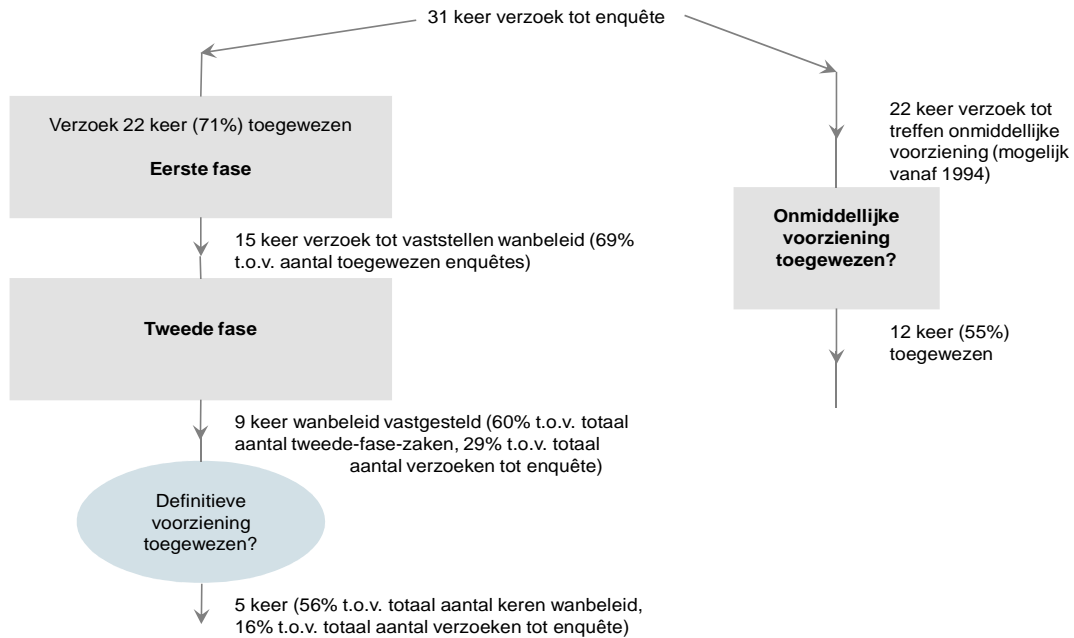 31 keer verzoek tot enquête
Verzoek 22 keer (71%) toegewezen
Eerste fase
15 keer verzoek tot vaststellen wanbeleid (69%
t.o.v. aantal toegewezen enquêtes)
Tweede fase
9 keer wanbeleid vastgesteld (60% t.o.v. totaal
aantal tweede-fase-zaken, 29% t.o.v. totaal
aantal verzoeken tot enquête)
Definitieve
voorziening
toegewezen?
5 keer (56% t.o.v. totaal aantal keren wanbeleid,
16% t.o.v. totaal aantal verzoeken tot enquête)
22 keer verzoek tot
treffen onmiddellijke
voorziening (mogelijk
vanaf 1994)
Onmiddellijke
voorziening
toegewezen?
12 keer (55%)
toegewezen